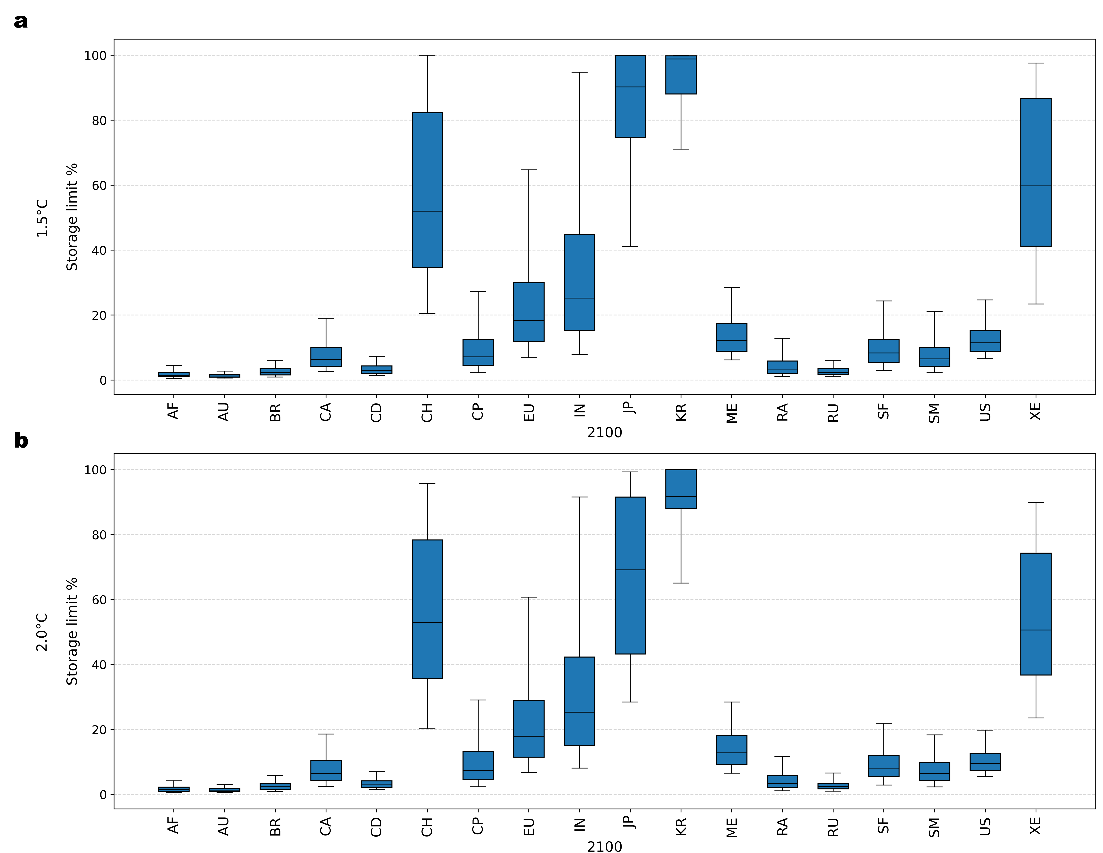 a
1.5°C
Storage limit %
100
80
60
40
20
0
AF AU BR CA CD CH CP EU IN JP KR ME RA RU SF SM US XE
2100
b
2.0°C
Storage limit %
100
80
60
40
20
0
AF AU BR CA CD CH CP EU IN JP KR ME RA RU SF SM US XE
2100